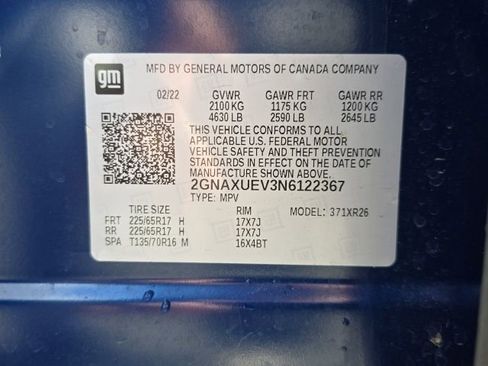 gm
MFD BY GENERAL MOTORS OF CANADA COMPANY
02/22 GVWR GAWR FRT GAWR RR
2100 KG 1175 KG 1200 KG
4630 LB 2590 LB 2645 LB
THIS VEHICLE CONFORMS TO ALL
APPLICABLE U.S. FEDERAL MOTOR
VEHICLE SAFETY AND THEFT PREVENTION
STANDARDS IN EFFECT ON THE DATE OF
MANUFACTURE SHOWN ABOVE.
2GNAXUEV3N6122367
TYPE: MPV MODEL: 371XR26
TIRE SIZE RIM
FRT 225/65R17 H 17X7J
RR 225/65R17 H 17X7J
SPA T135/70R16 M 16X4BT